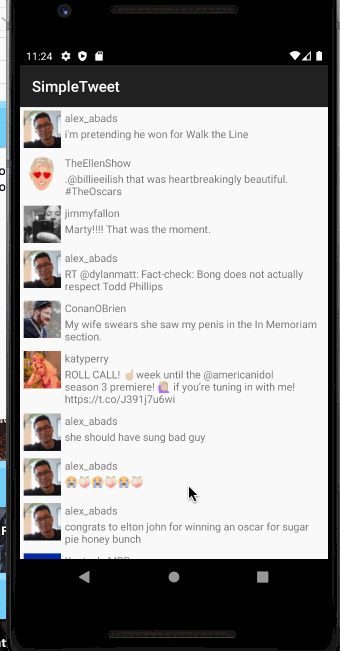 11:24
SimpleTweet
alex_abads
i'm pretending he won for Walk the Line
TheEllenShow
.@billieeilish that was heartbreakingly beautiful.
#TheOscars
jimmyfallon
Marty!!!! That was the moment.
alex_abads
RT @dylanmatt: Fact-check: Bong does not actually
respect Todd Phillips
ConanOBrien
My wife swears she saw my penis in the In Memoriam
section.
katyperry
ROLL CALL! ☝🏼week until the @americanidol
season 3 premiere! 🙋🏼‍♀️ if you're tuning in with me!
https://t.co/J391j7u6wi
alex_abads
she should have sung bad guy
alex_abads
😭🍑😭🍑😭🍑
alex_abads
congrats to elton john for winning an oscar for sugar
pie honey bunch